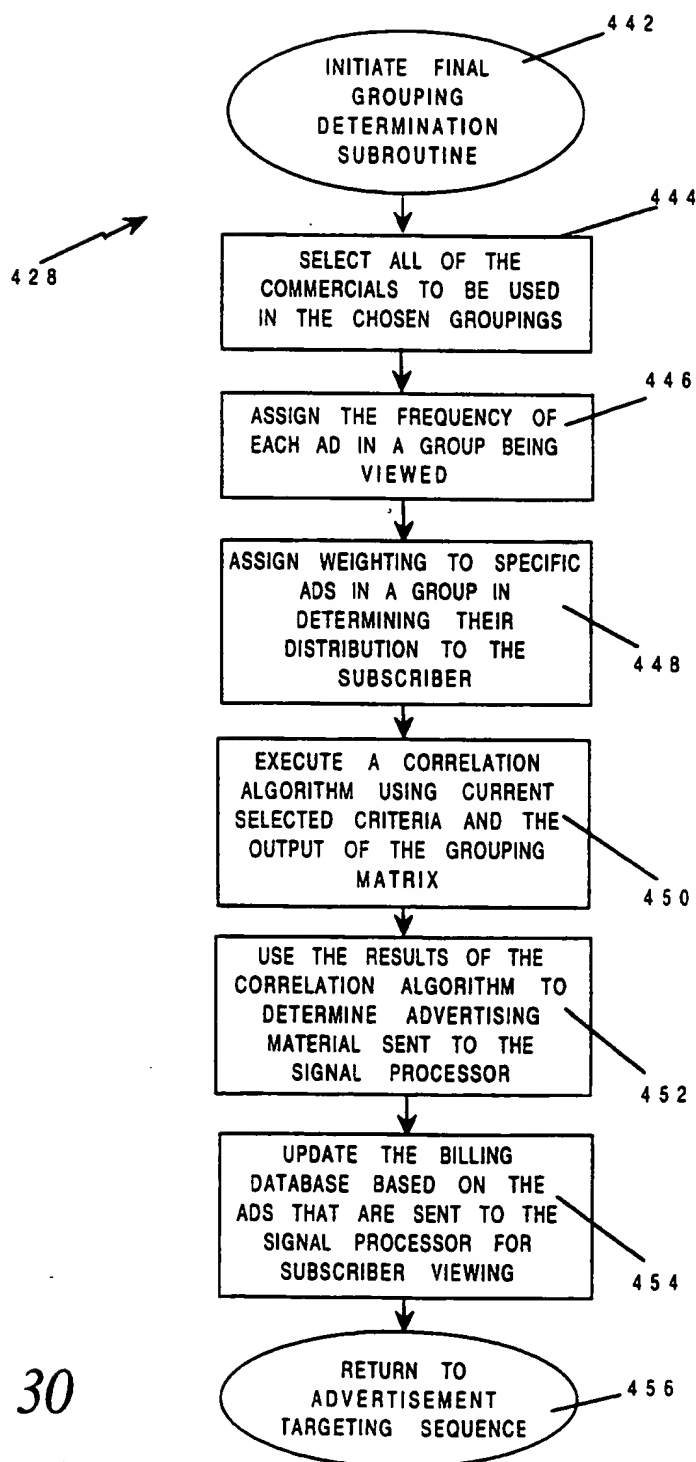 442
INITIATE FINAL
GROUPING
DETERMINATION
SUBROUTINE
428
444
SELECT ALL OF THE
COMMERCIALS TO BE USED
IN THE CHOSEN GROUPINGS
446
ASSIGN THE FREQUENCY OF
EACH AD IN A GROUP BEING
VIEWED
ASSIGN WEIGHTING TO SPECIFIC
ADS IN A GROUP IN
DETERMINING THEIR
DISTRIBUTION TO THE
SUBSCRIBER
448
EXECUTE A CORRELATION
ALGORITHM USING CURRENT
SELECTED CRITERIA AND THE
OUTPUT OF THE GROUPING
MATRIX
450
USE THE RESULTS OF THE
CORRELATION ALGORITHM TO
DETERMINE ADVERTISING
MATERIAL SENT TO THE
SIGNAL PROCESSOR
452
UPDATE THE BILLING
DATABASE BASED ON THE
ADS THAT ARE SENT TO THE
SIGNAL PROCESSOR FOR
SUBSCRIBER VIEWING
454
RETURN TO
ADVERTISEMENT
TARGETING SEQUENCE
456
30